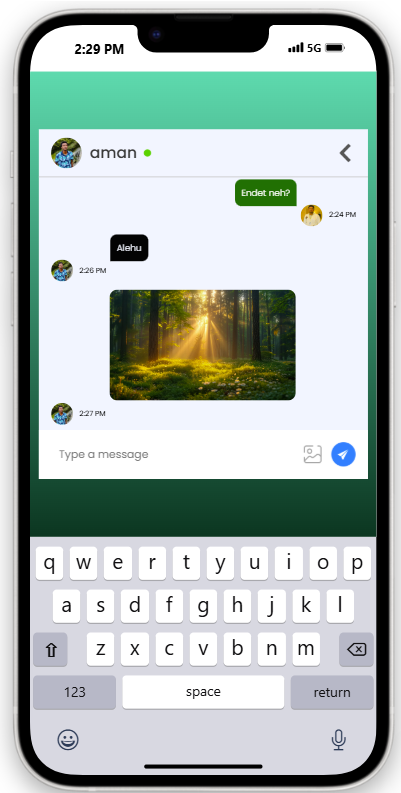 2:29 PM
5G
aman
Endet neh?
2:24 PM
Alehu
2:26 PM
2:27 PM
Type a message
q w e r t y u i o p
a s d f g h j k l
z x c v b n m
123 space return